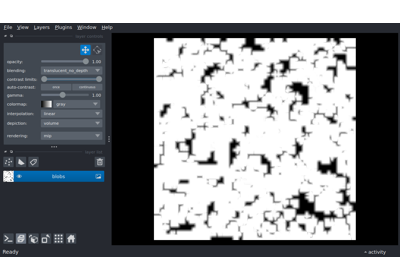 File View Layers Plugins Window Help
opacity: 1.00
blending: translucent_no_depth
contrast limits:
auto-contrast: once continuous
gamma: 1.00
colormap: gray
interpolation: linear
depiction: volume
rendering: mip
blobs
Ready
activity